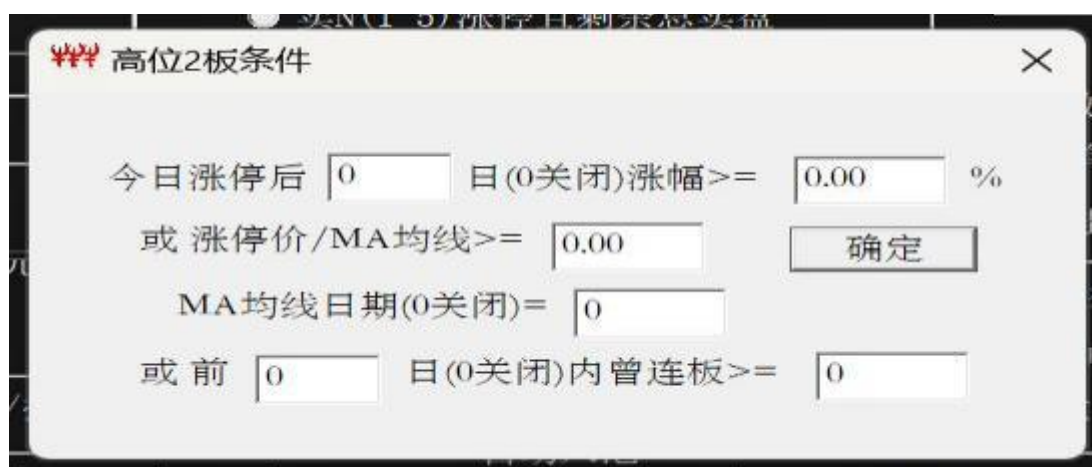 高位2板条件
今日涨停后 0 日(0关闭)涨幅>= 0.00 %
或 涨停价/MA均线>= 0.00 确定
MA均线日期(0关闭)= 0
或 前 0 日(0关闭)内曾连板>= 0